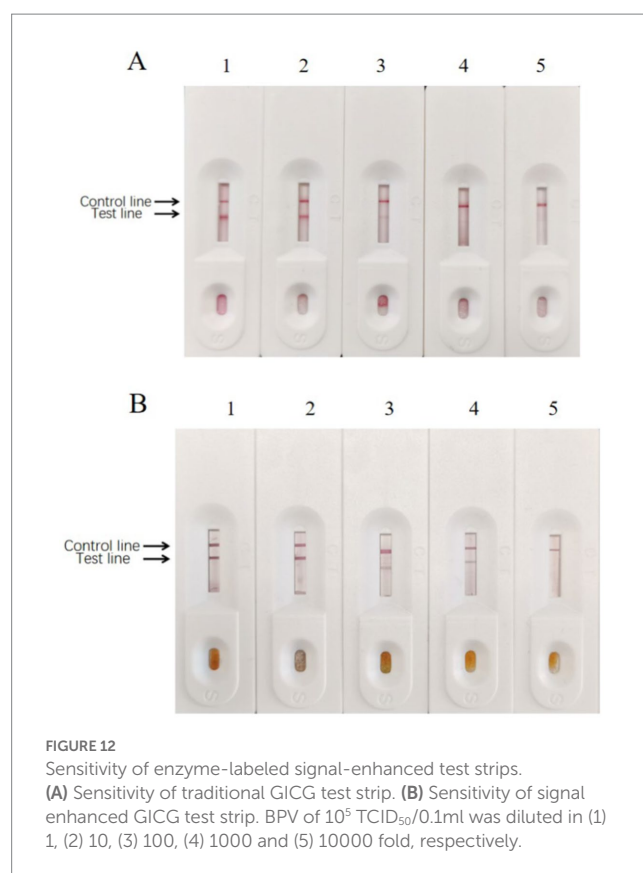 A
1 2 3 4 5
Control line
Test line
S S S S S
B
1 2 3 4 5
Control line
Test line
S S S S S
FIGURE 12
Sensitivity of enzyme-labeled signal-enhanced test strips.
(A) Sensitivity of traditional GICG test strip. (B) Sensitivity of signal
enhanced GICG test strip. BPV of 10⁵ TCID₅₀/0.1ml was diluted in (1)
1, (2) 10, (3) 100, (4) 1000 and (5) 10000 fold, respectively.